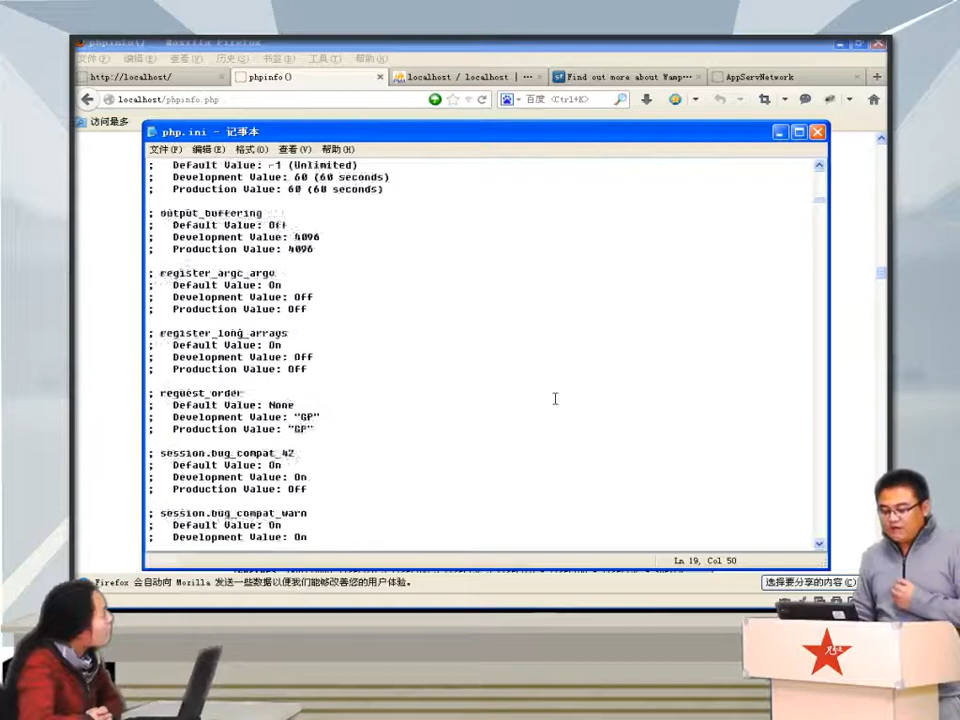 phpinfo() - Mozilla Firefox
文件(F) 编辑(E) 查看(V) 历史(S) 书签(B) 工具(T) 帮助(H)
http://localhost/
phpinfo()
localhost / localhost | ...
Find out more about Wamp...
AppServNetwork
localhost/phpinfo.php
百度 <Ctrl+K>
访问最多
php.ini - 记事本
文件(F) 编辑(E) 格式(O) 查看(V) 帮助(H)
;   Default Value: -1 (Unlimited)
;   Development Value: 60 (60 seconds)
;   Production Value: 60 (60 seconds)
; output_buffering
;   Default Value: Off
;   Development Value: 4096
;   Production Value: 4096
; register_argc_argv
;   Default Value: On
;   Development Value: Off
;   Production Value: Off
; register_long_arrays
;   Default Value: On
;   Development Value: Off
;   Production Value: Off
; request_order
;   Default Value: None
;   Development Value: "GP"
;   Production Value: "GP"
; session.bug_compat_42
;   Default Value: On
;   Development Value: On
;   Production Value: Off
; session.bug_compat_warn
;   Default Value: On
;   Development Value: On
Ln 19, Col 50
Firefox 会自动向 Mozilla 发送一些数据以便我们能够改善您的用户体验。
选择要分享的内容(C)